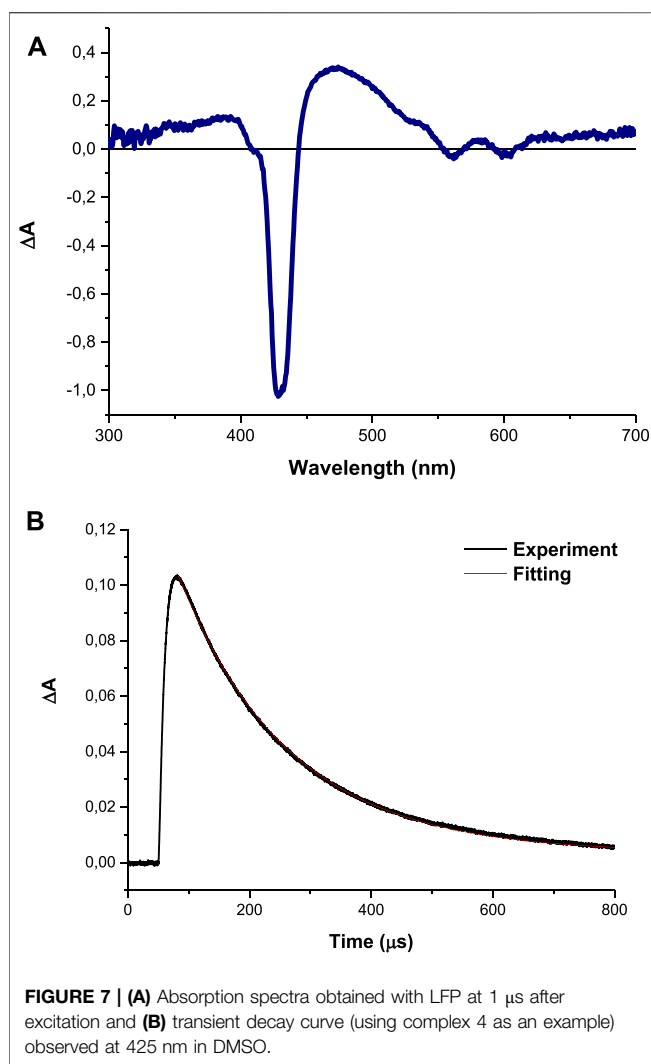 A
0,4
0,2
0,0
-0,2
-0,4
-0,6
-0,8
-1,0
ΔA
300 400 500 600 700
Wavelength (nm)
B
0,12
0,10
0,08
0,06
0,04
0,02
0,00
ΔA
Experiment
Fitting
0 200 400 600 800
Time (μs)
FIGURE 7 | (A) Absorption spectra obtained with LFP at 1 μs after
excitation and (B) transient decay curve (using complex 4 as an example)
observed at 425 nm in DMSO.